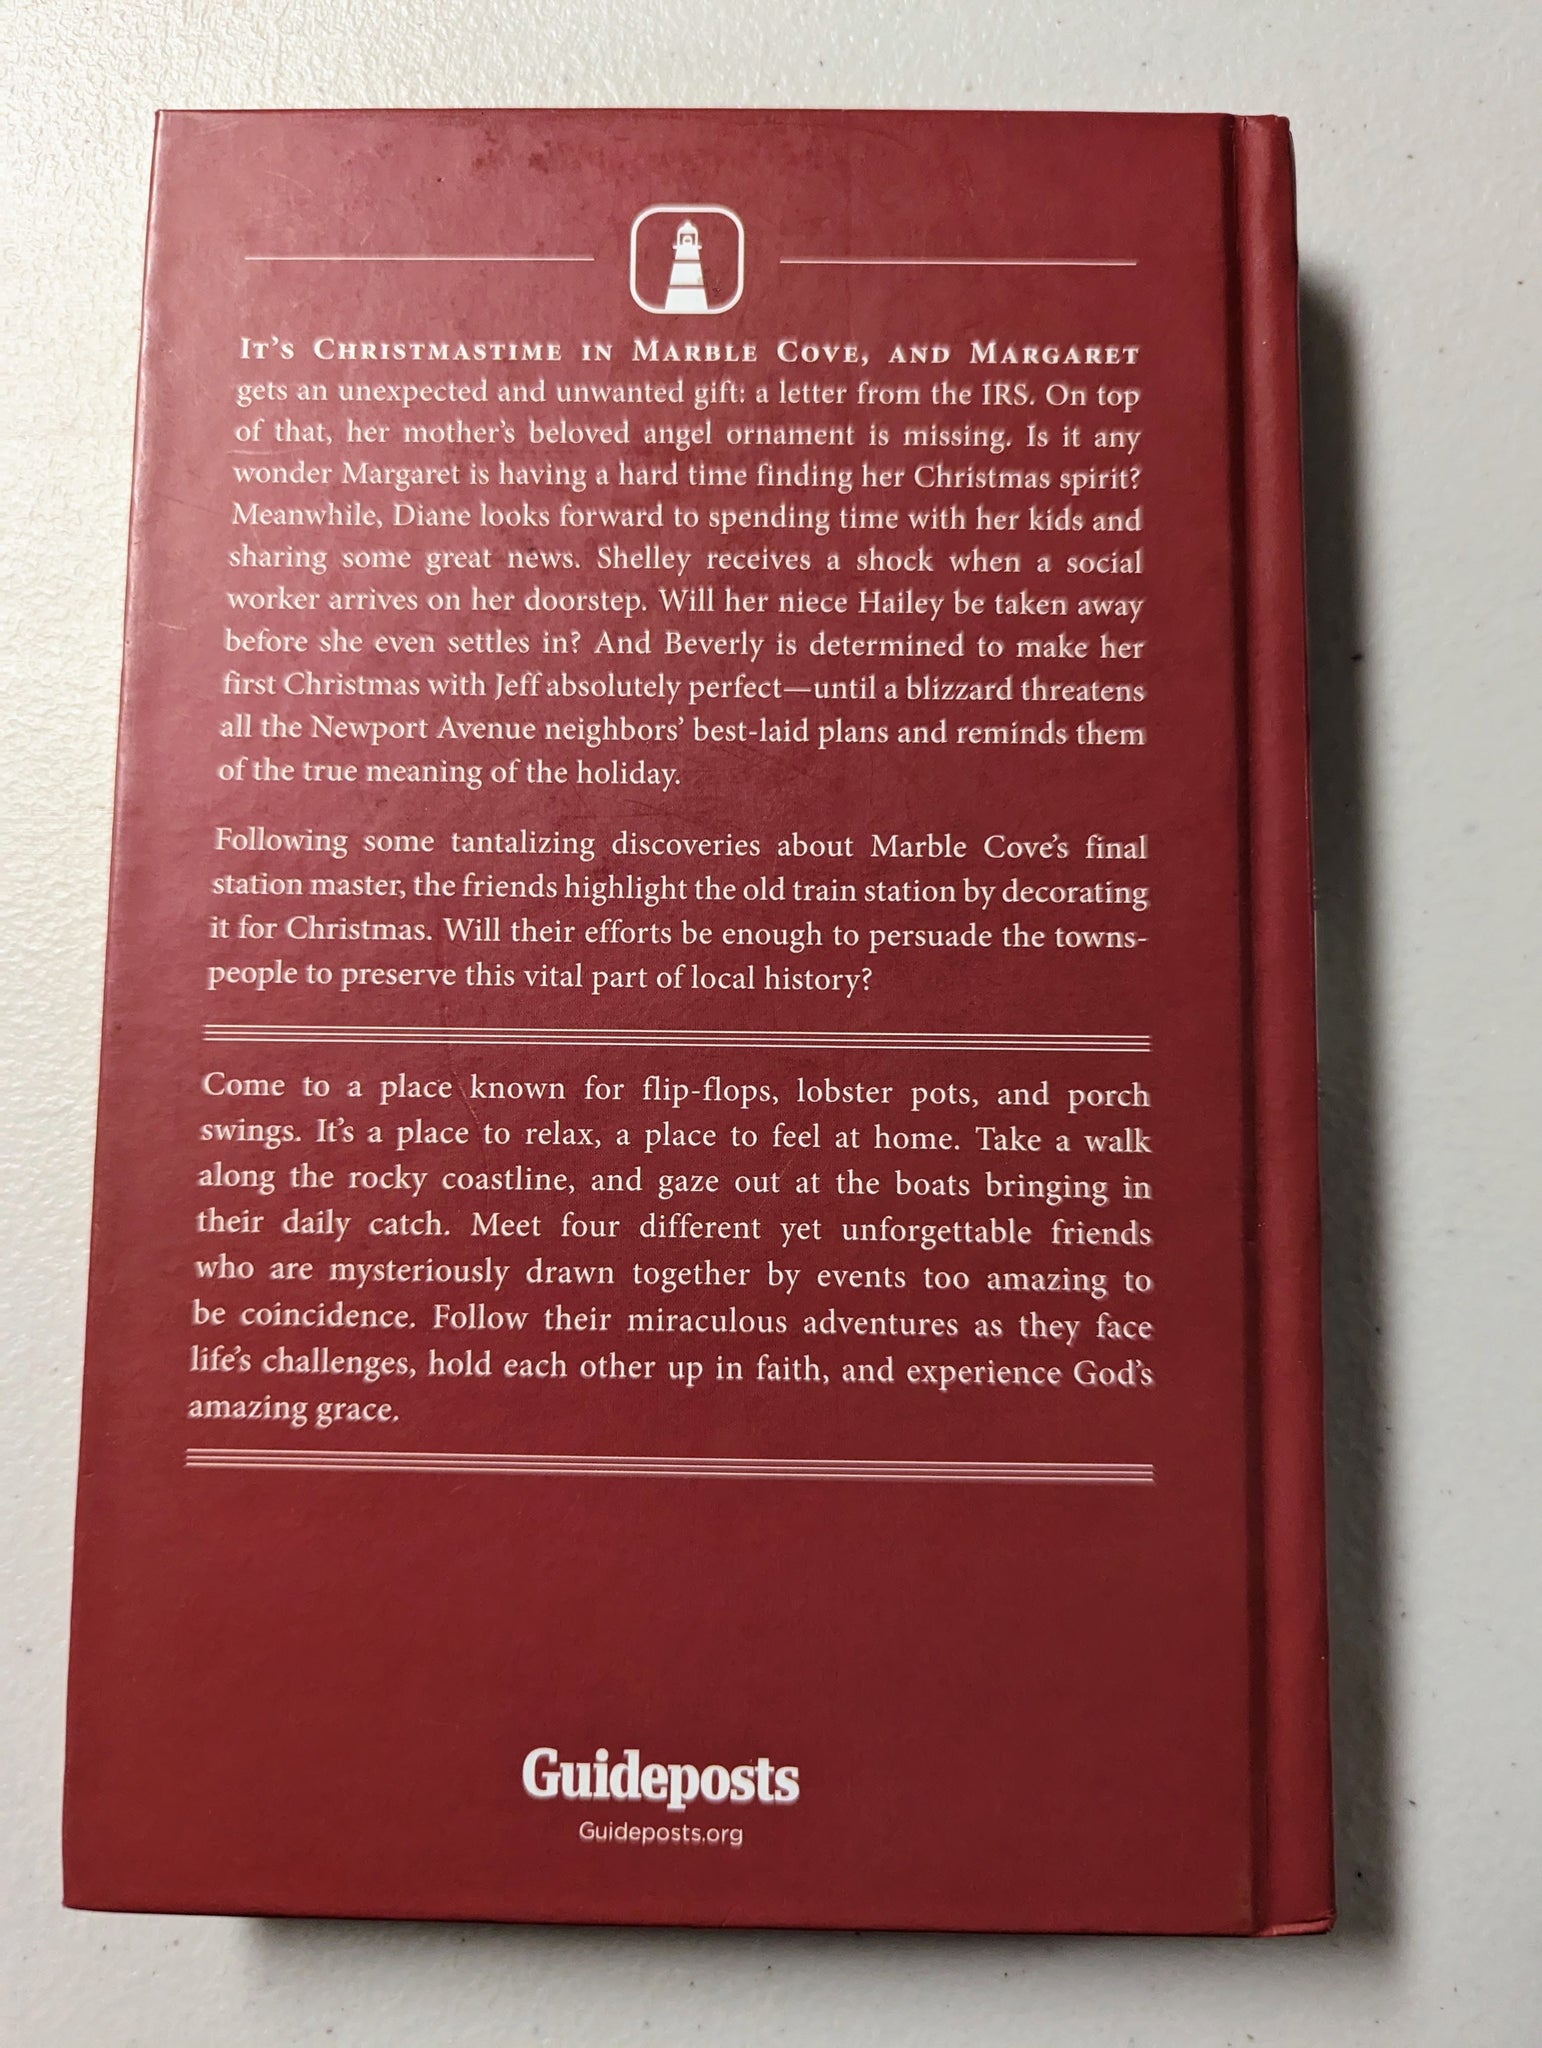 It's Christmastime in Marble Cove, and Margaret
gets an unexpected and unwanted gift: a letter from the IRS. On top
of that, her mother's beloved angel ornament is missing. Is it any
wonder Margaret is having a hard time finding her Christmas spirit?
Meanwhile, Diane looks forward to spending time with her kids and
sharing some great news. Shelley receives a shock when a social
worker arrives on her doorstep. Will her niece Hailey be taken away
before she even settles in? And Beverly is determined to make her
first Christmas with Jeff absolutely perfect—until a blizzard threatens
all the Newport Avenue neighbors' best-laid plans and reminds them
of the true meaning of the holiday.
Following some tantalizing discoveries about Marble Cove's final
station master, the friends highlight the old train station by decorating
it for Christmas. Will their efforts be enough to persuade the towns-
people to preserve this vital part of local history?
Come to a place known for flip-flops, lobster pots, and porch
swings. It's a place to relax, a place to feel at home. Take a walk
along the rocky coastline, and gaze out at the boats bringing in
their daily catch. Meet four different yet unforgettable friends
who are mysteriously drawn together by events too amazing to
be coincidence. Follow their miraculous adventures as they face
life's challenges, hold each other up in faith, and experience God's
amazing grace.
Guideposts
Guideposts.org